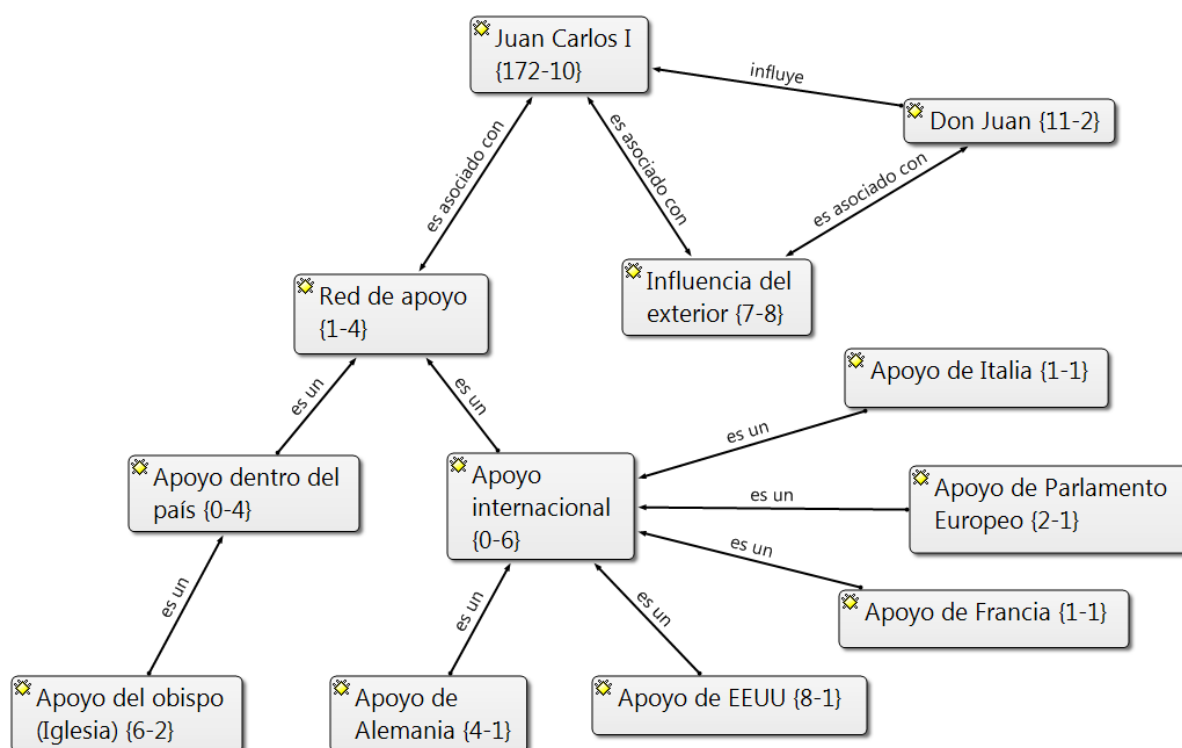 Juan Carlos I
{172-10}
influye
Don Juan {11-2}
es asociado con
es asociado con
es asociado con
Red de apoyo
{1-4}
Influencia del
exterior {7-8}
es un
es un
Apoyo de Italia {1-1}
es un
Apoyo dentro del
país {0-4}
Apoyo
internacional
{0-6}
es un
Apoyo de Parlamento
Europeo {2-1}
es un
Apoyo de Francia {1-1}
es un
es un
es un
Apoyo del obispo
(Iglesia) {6-2}
Apoyo de
Alemania {4-1}
Apoyo de EEUU {8-1}